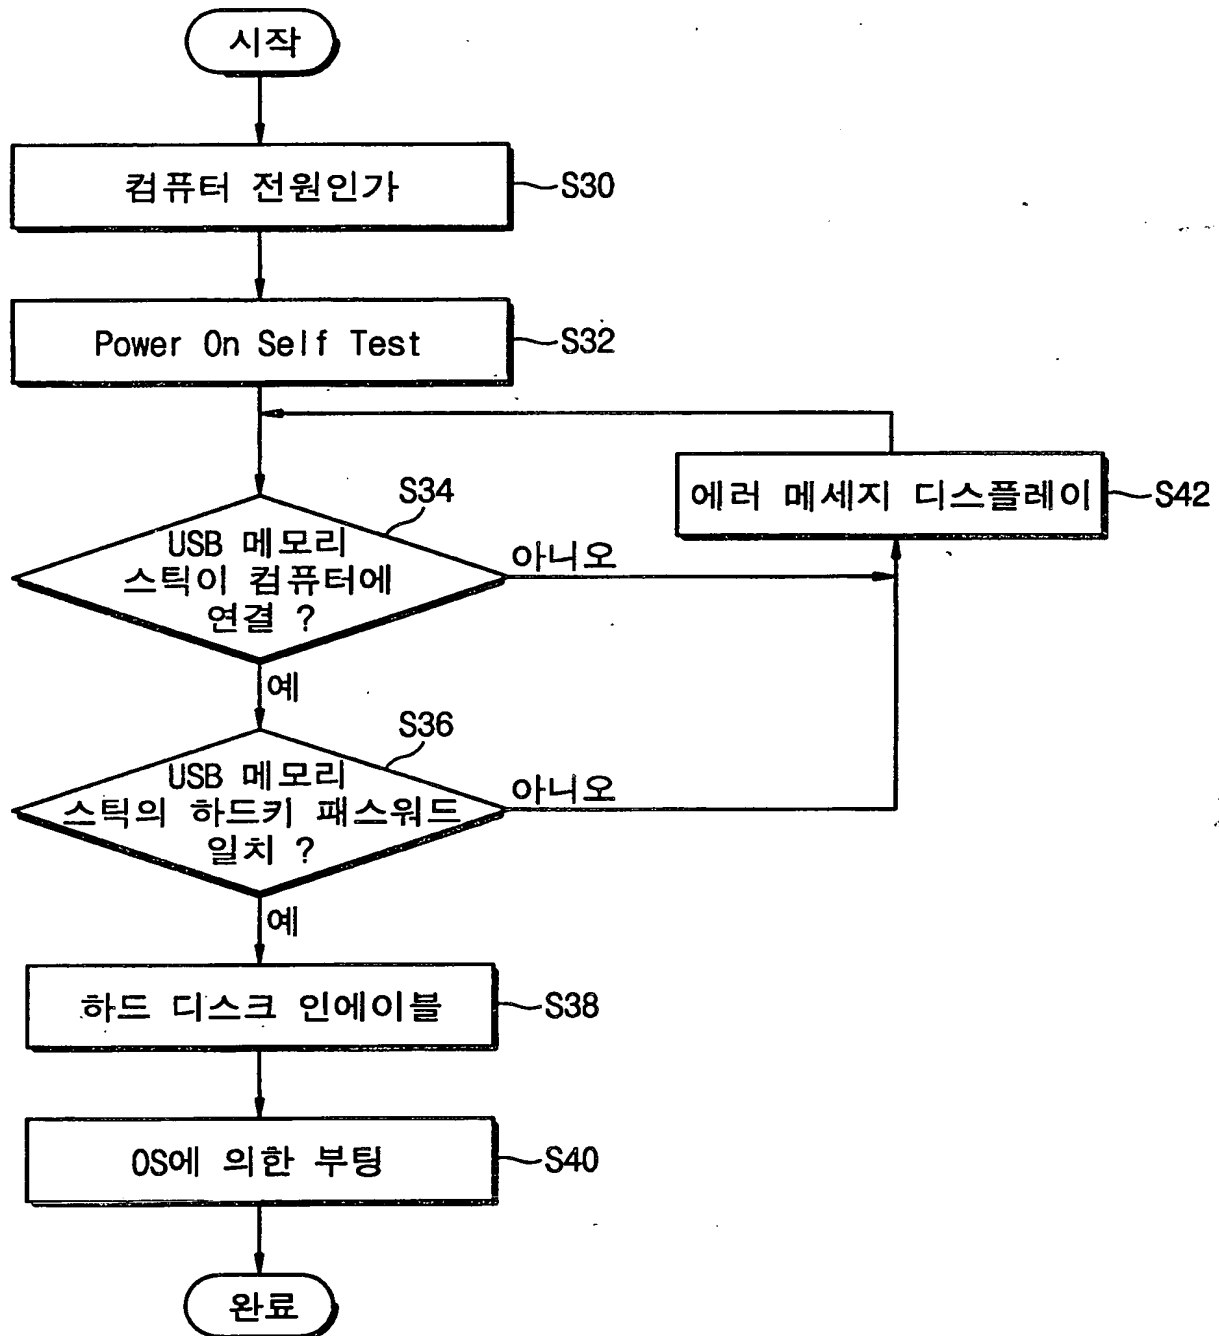 시작
컴퓨터 전원인가
S30
Power On Self Test
S32
에러 메세지 디스플레이
S42
S34
USB 메모리
스틱이 컴퓨터에
연결 ?
아니오
예
S36
USB 메모리
스틱의 하드키 패스워드
일치 ?
아니오
예
하드 디스크 인에이블
S38
OS에 의한 부팅
S40
완료